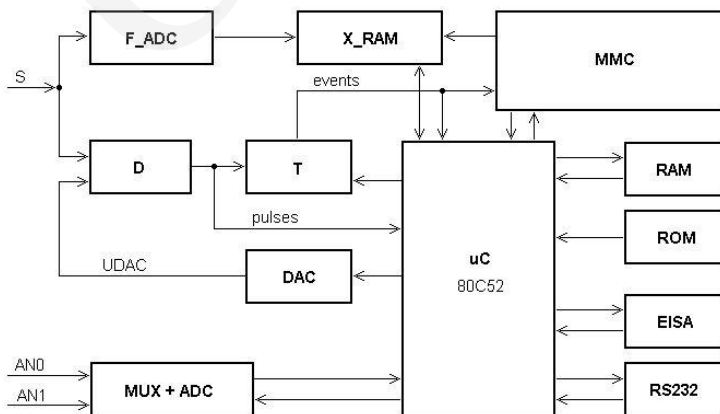 F_ADC
X_RAM
MMC
S
events
D
T
RAM
pulses
ROM
uC
80C52
UDAC
DAC
EISA
AN0
MUX + ADC
AN1
RS232